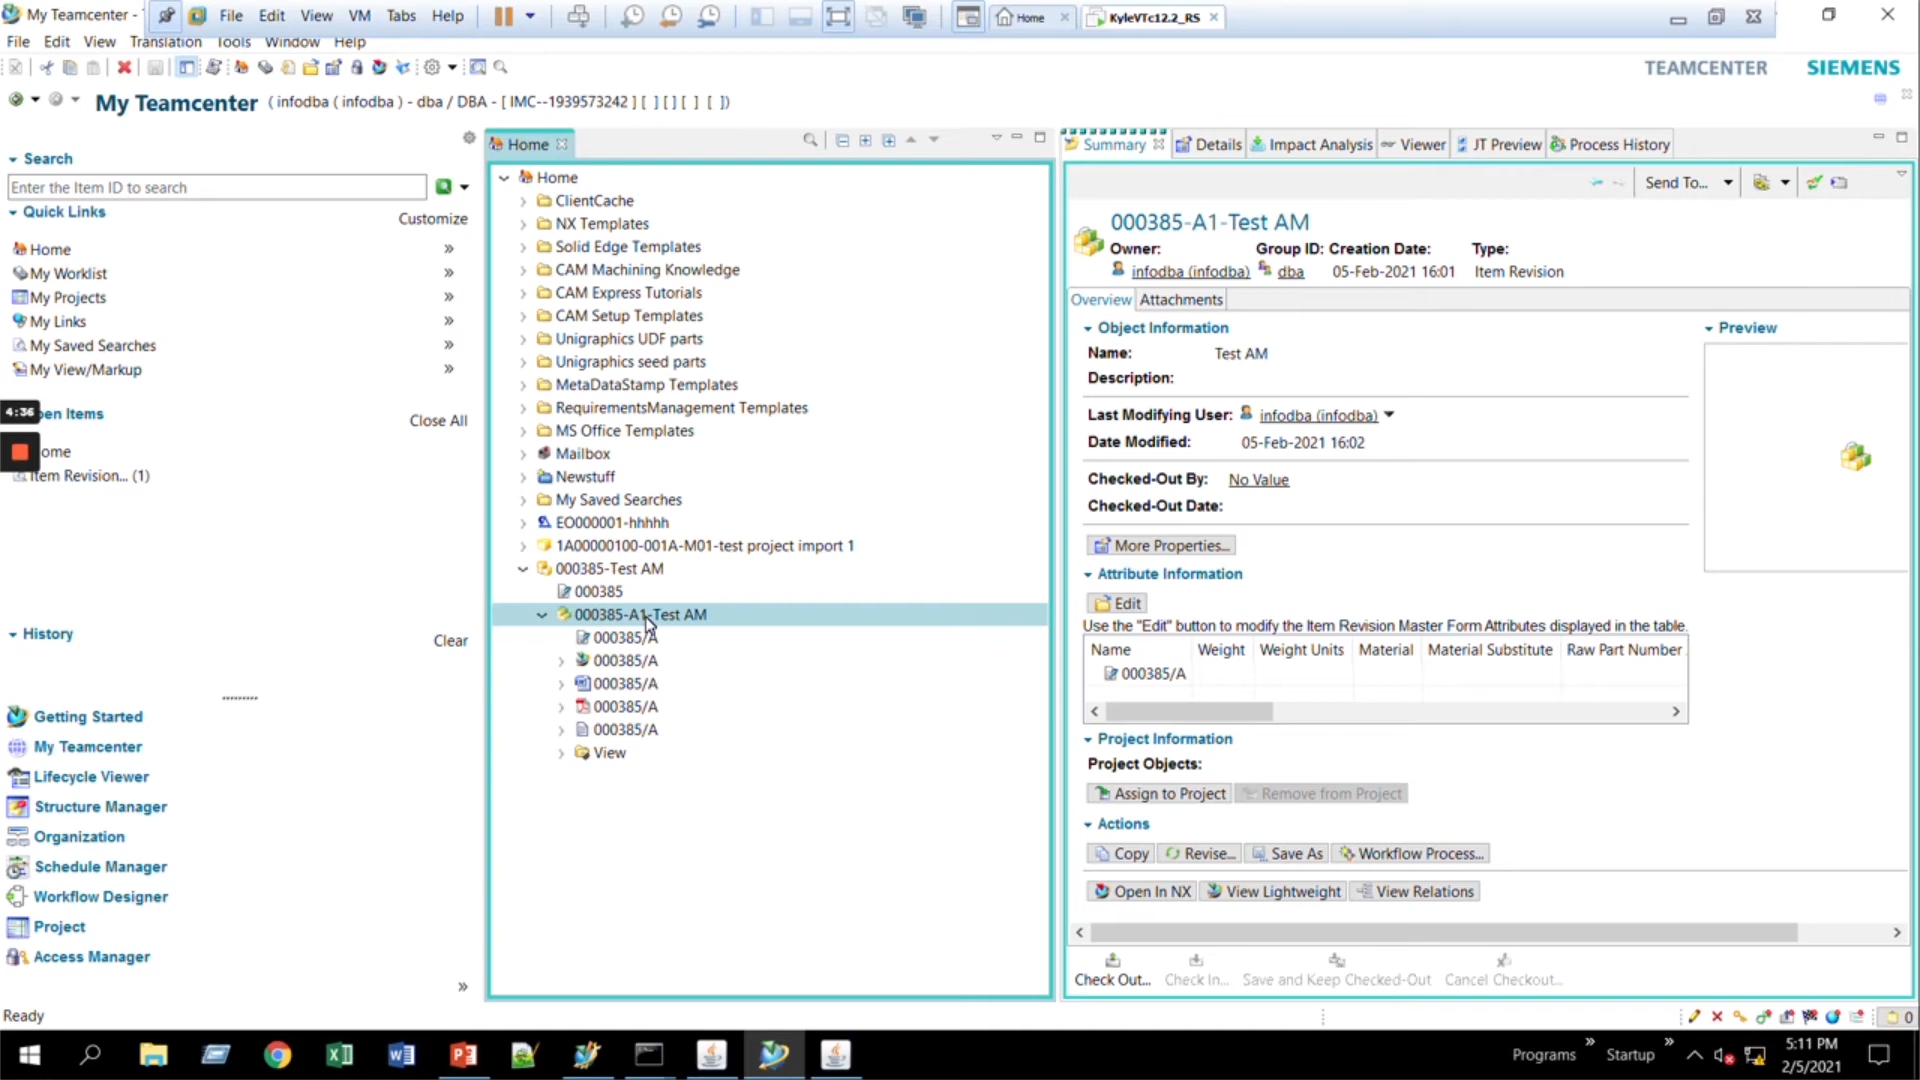 My Teamcenter -
File Edit View VM Tabs Help
Home
KyleVTc12.2_RS
File Edit View Translation Tools Window Help
TEAMCENTER SIEMENS
My Teamcenter ( infodba ( infodba ) - dba / DBA - [ IMC--1939573242 ] [ ] [ ] [ ] [ ])
Search
Enter the Item ID to search
Quick Links
Customize
Home
My Worklist
My Projects
My Links
My Saved Searches
My View/Markup
4:36
pen Items
Close All
ome
Item Revision... (1)
History
Clear
Getting Started
My Teamcenter
Lifecycle Viewer
Structure Manager
Organization
Schedule Manager
Workflow Designer
Project
Access Manager
Home
Home
ClientCache
NX Templates
Solid Edge Templates
CAM Machining Knowledge
CAM Express Tutorials
CAM Setup Templates
Unigraphics UDF parts
Unigraphics seed parts
MetaDataStamp Templates
RequirementsManagement Templates
MS Office Templates
Mailbox
Newstuff
My Saved Searches
EO000001-hhhhh
1A00000100-001A-M01-test project import 1
000385-Test AM
000385
000385-A1-Test AM
000385/A
000385/A
000385/A
000385/A
000385/A
View
Summary Details Impact Analysis Viewer JT Preview Process History
Send To...
000385-A1-Test AM
Owner: Group ID: Creation Date: Type:
infodba (infodba) dba 05-Feb-2021 16:01 Item Revision
Overview Attachments
Object Information
Preview
Name: Test AM
Description:
Last Modifying User: infodba (infodba)
Date Modified: 05-Feb-2021 16:02
Checked-Out By: No Value
Checked-Out Date:
More Properties...
Attribute Information
Edit
Use the "Edit" button to modify the Item Revision Master Form Attributes displayed in the table.
Name Weight Weight Units Material Material Substitute Raw Part Number
000385/A
Project Information
Project Objects:
Assign to Project Remove from Project
Actions
Copy Revise... Save As Workflow Process...
Open In NX View Lightweight View Relations
Check Out... Check In... Save and Keep Checked-Out Cancel Checkout...
Ready
0
Programs Startup
5:11 PM
2/5/2021